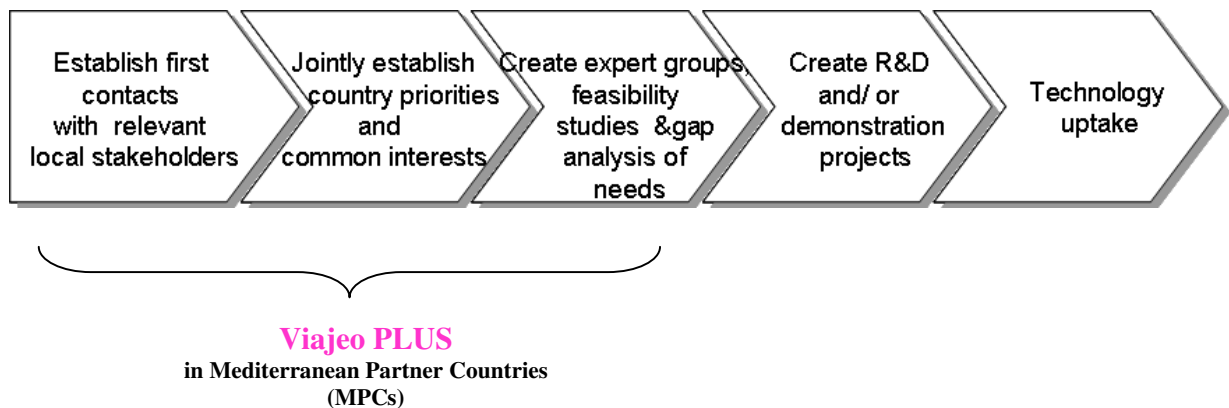 Establish first
contacts
with relevant
local stakeholders
Jointly establish
country priorities
and
common interests
Create expert groups,
feasibility
studies &gap
analysis of
needs
Create R&D
and/ or
demonstration
projects
Technology
uptake
Viajeo PLUS
in Mediterranean Partner Countries
(MPCs)